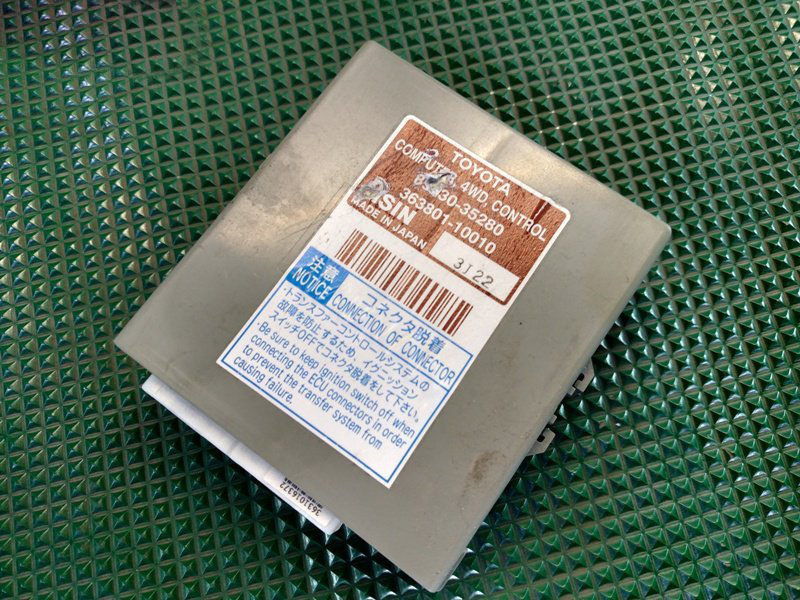 TOYOTA
4WD, CONTROL
363801-10010
MADE IN JAPAN
3J22
注意
NOTICE
コネクタ脱着
CONNECTION OF CONNECTOR
・トランスファーコントロールシステムの
故障を防止するため、イグニッション
スイッチOFFでコネクタ脱着をして下さい。
・Be sure to keep ignition switch off when
connecting the ECU connectors in order
to prevent the transfer system from
causing failure.
3631016372